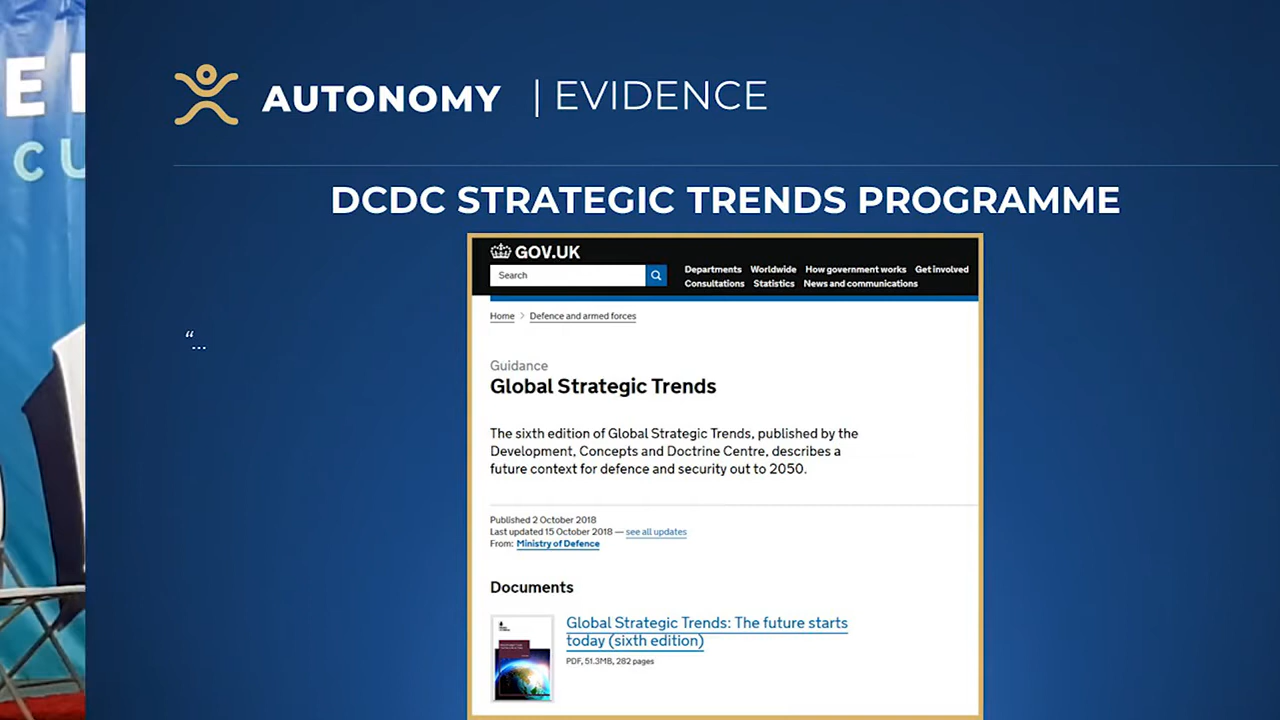 E
CU
AUTONOMY | EVIDENCE
DCDC STRATEGIC TRENDS PROGRAMME
“...
GOV.UK
Search
Departments Worldwide How government works Get involved
Consultations Statistics News and communications
Home > Defence and armed forces
Guidance
Global Strategic Trends
The sixth edition of Global Strategic Trends, published by the
Development, Concepts and Doctrine Centre, describes a
future context for defence and security out to 2050.
Published 2 October 2018
Last updated 15 October 2018 — see all updates
From: Ministry of Defence
Documents
Global Strategic Trends: The future starts
today (sixth edition)
PDF, 51.3MB, 282 pages